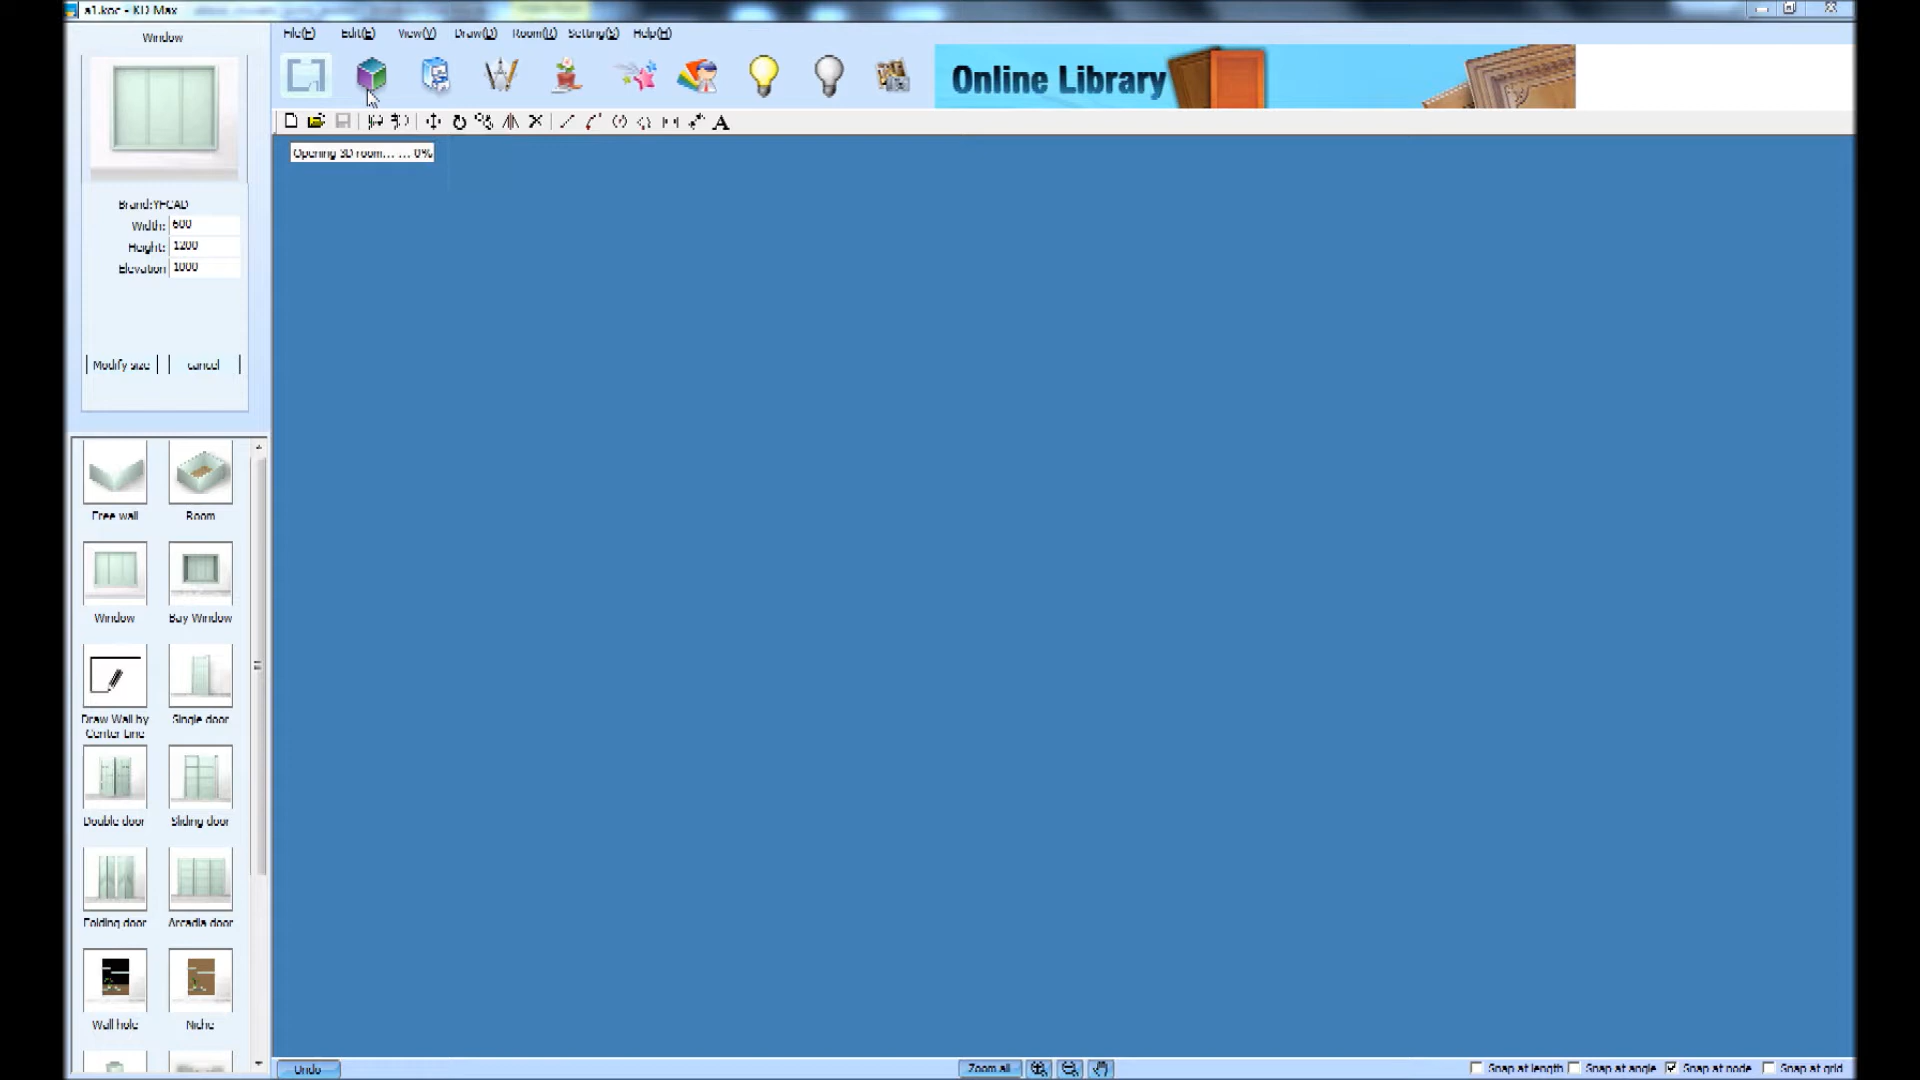 a1.kdc - KD Max
Window
File(F) Edit(E) View(V) Draw(D) Room(R) Setting(S) Help(H)
Online Library
A
Opening 3D room... ... 0%
Brand:YFCAD
Width: 600
Height: 1200
Elevation 1000
Modify size cancel
Free wall Room
Window Bay Window
Draw Wall by Center Line Single door
Double door Sliding door
Folding door Arcadia door
Wall hole Niche
Undo Zoom all Snap at length Snap at angle Snap at node Snap at grid